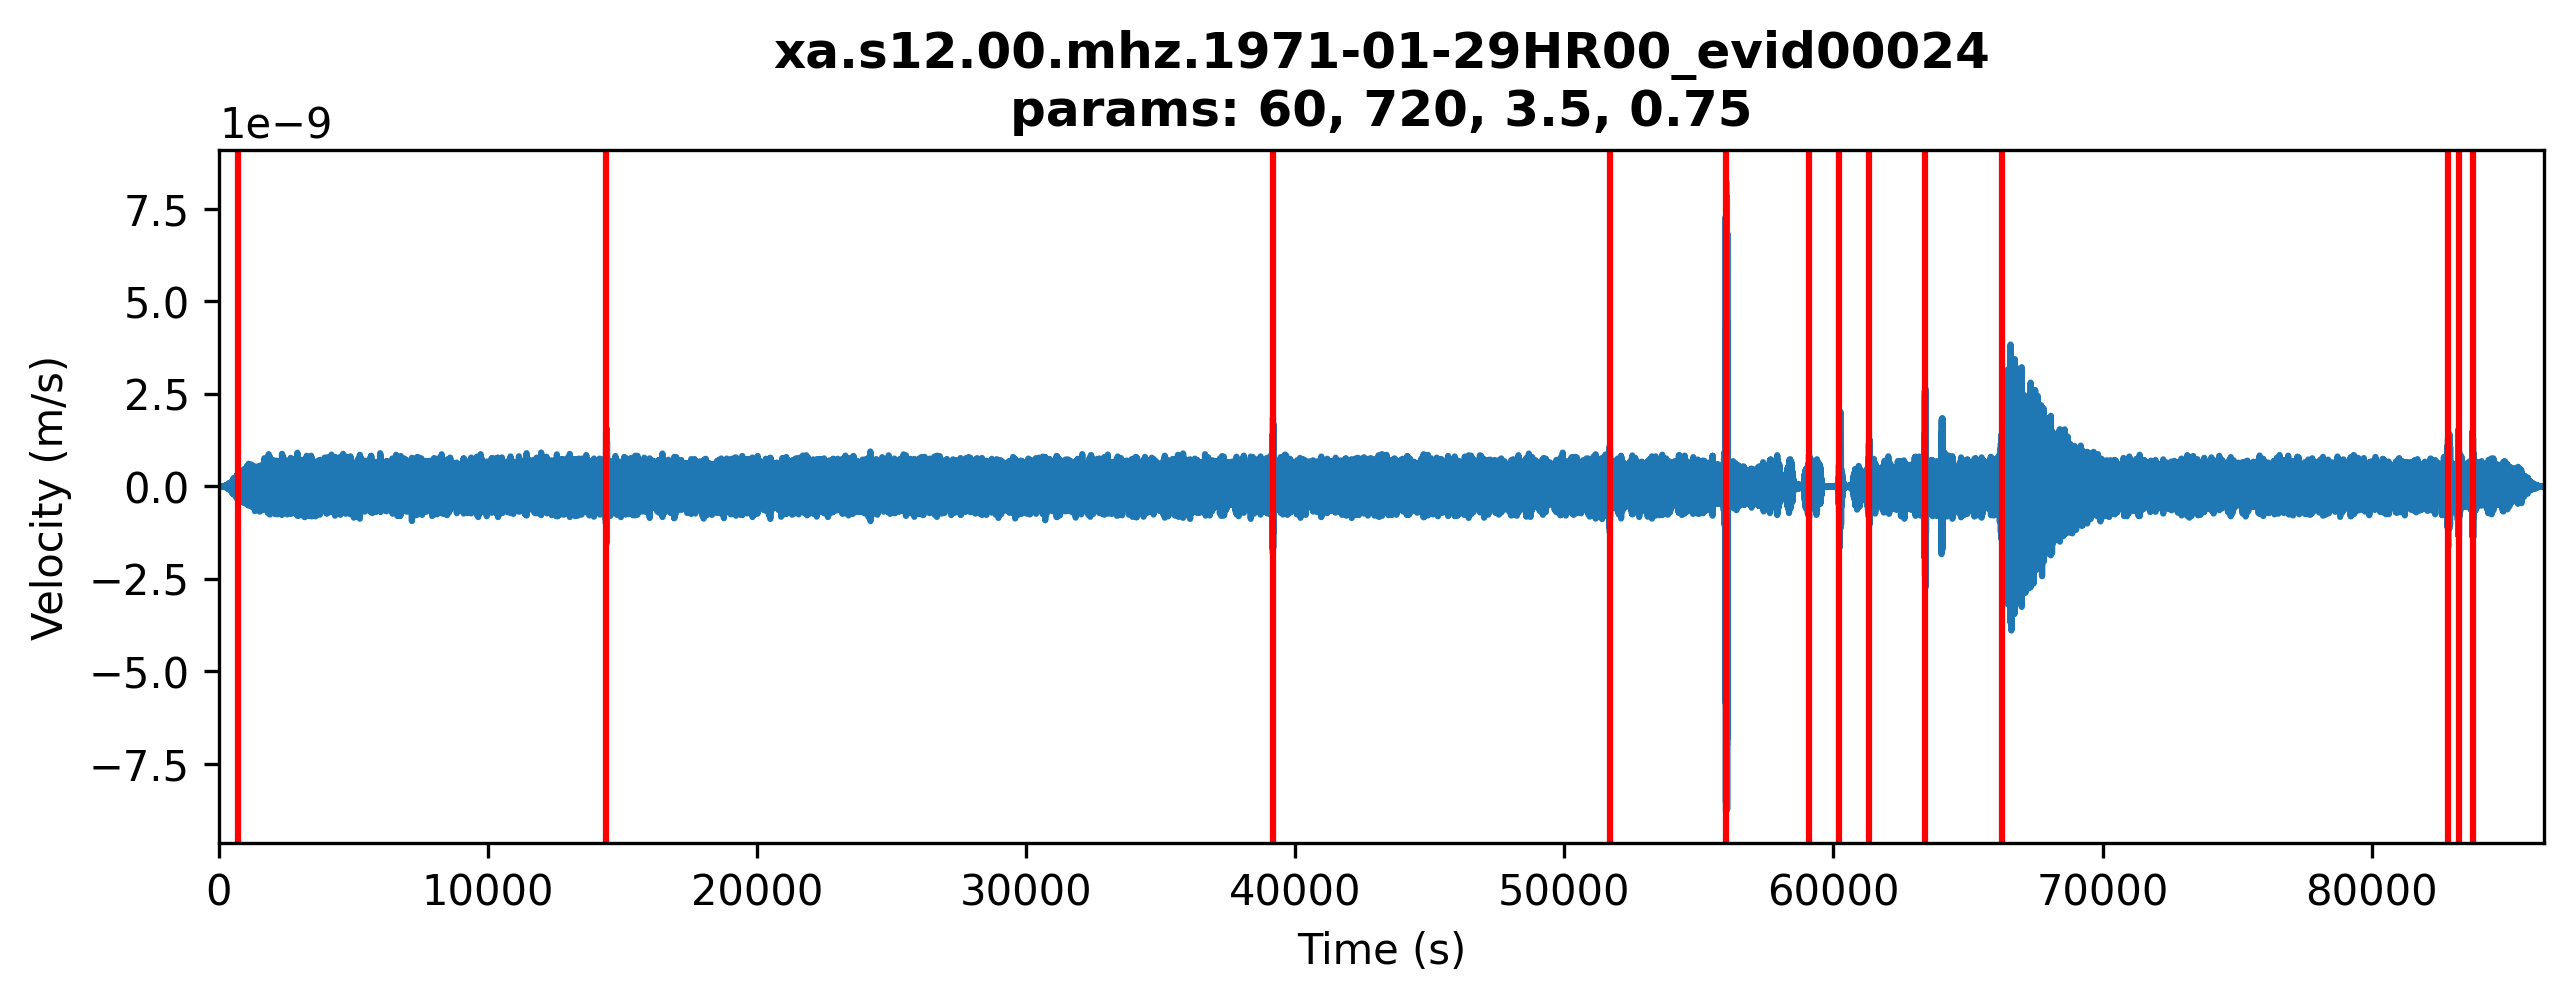 xa.s12.00.mhz.1971-01-29HR00_evid00024
params: 60, 720, 3.5, 0.75
1e−9
7.5
5.0
2.5
0.0
−2.5
−5.0
−7.5
Velocity (m/s)
0 10000 20000 30000 40000 50000 60000 70000 80000
Time (s)